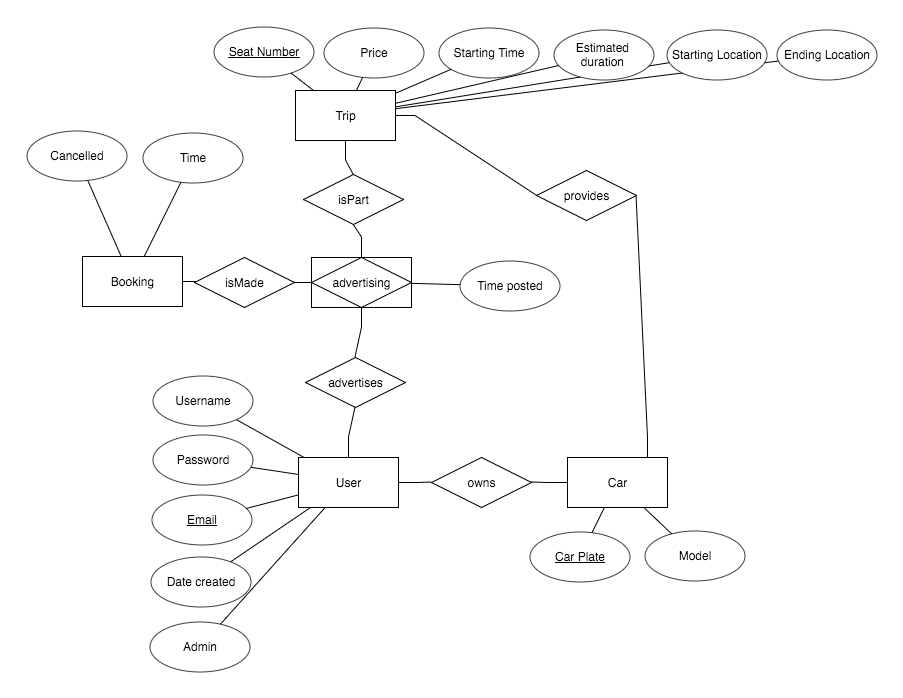 Seat Number
Price
Starting Time
Estimated
duration
Starting Location
Ending Location
Trip
Cancelled
Time
isPart
provides
Booking
isMade
advertising
Time posted
advertises
Username
Password
User
owns
Car
Email
Car Plate
Model
Date created
Admin